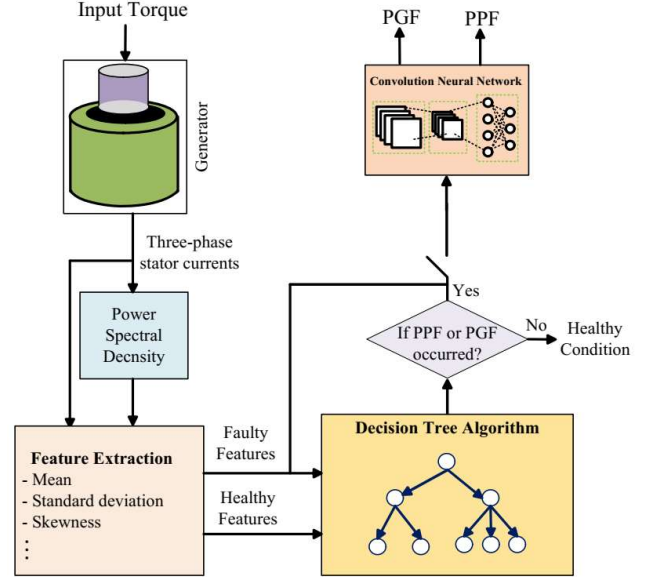 Input Torque
Generator
Three-phase
stator currents
Power
Spectral
Decnsity
Feature Extraction
- Mean
- Standard deviation
- Skewness
⋮
Faulty
Features
Healthy
Features
PGF
PPF
Convolution Neural Network
Yes
If PPF or PGF
occurred?
No
Healthy
Condition
Decision Tree Algorithm